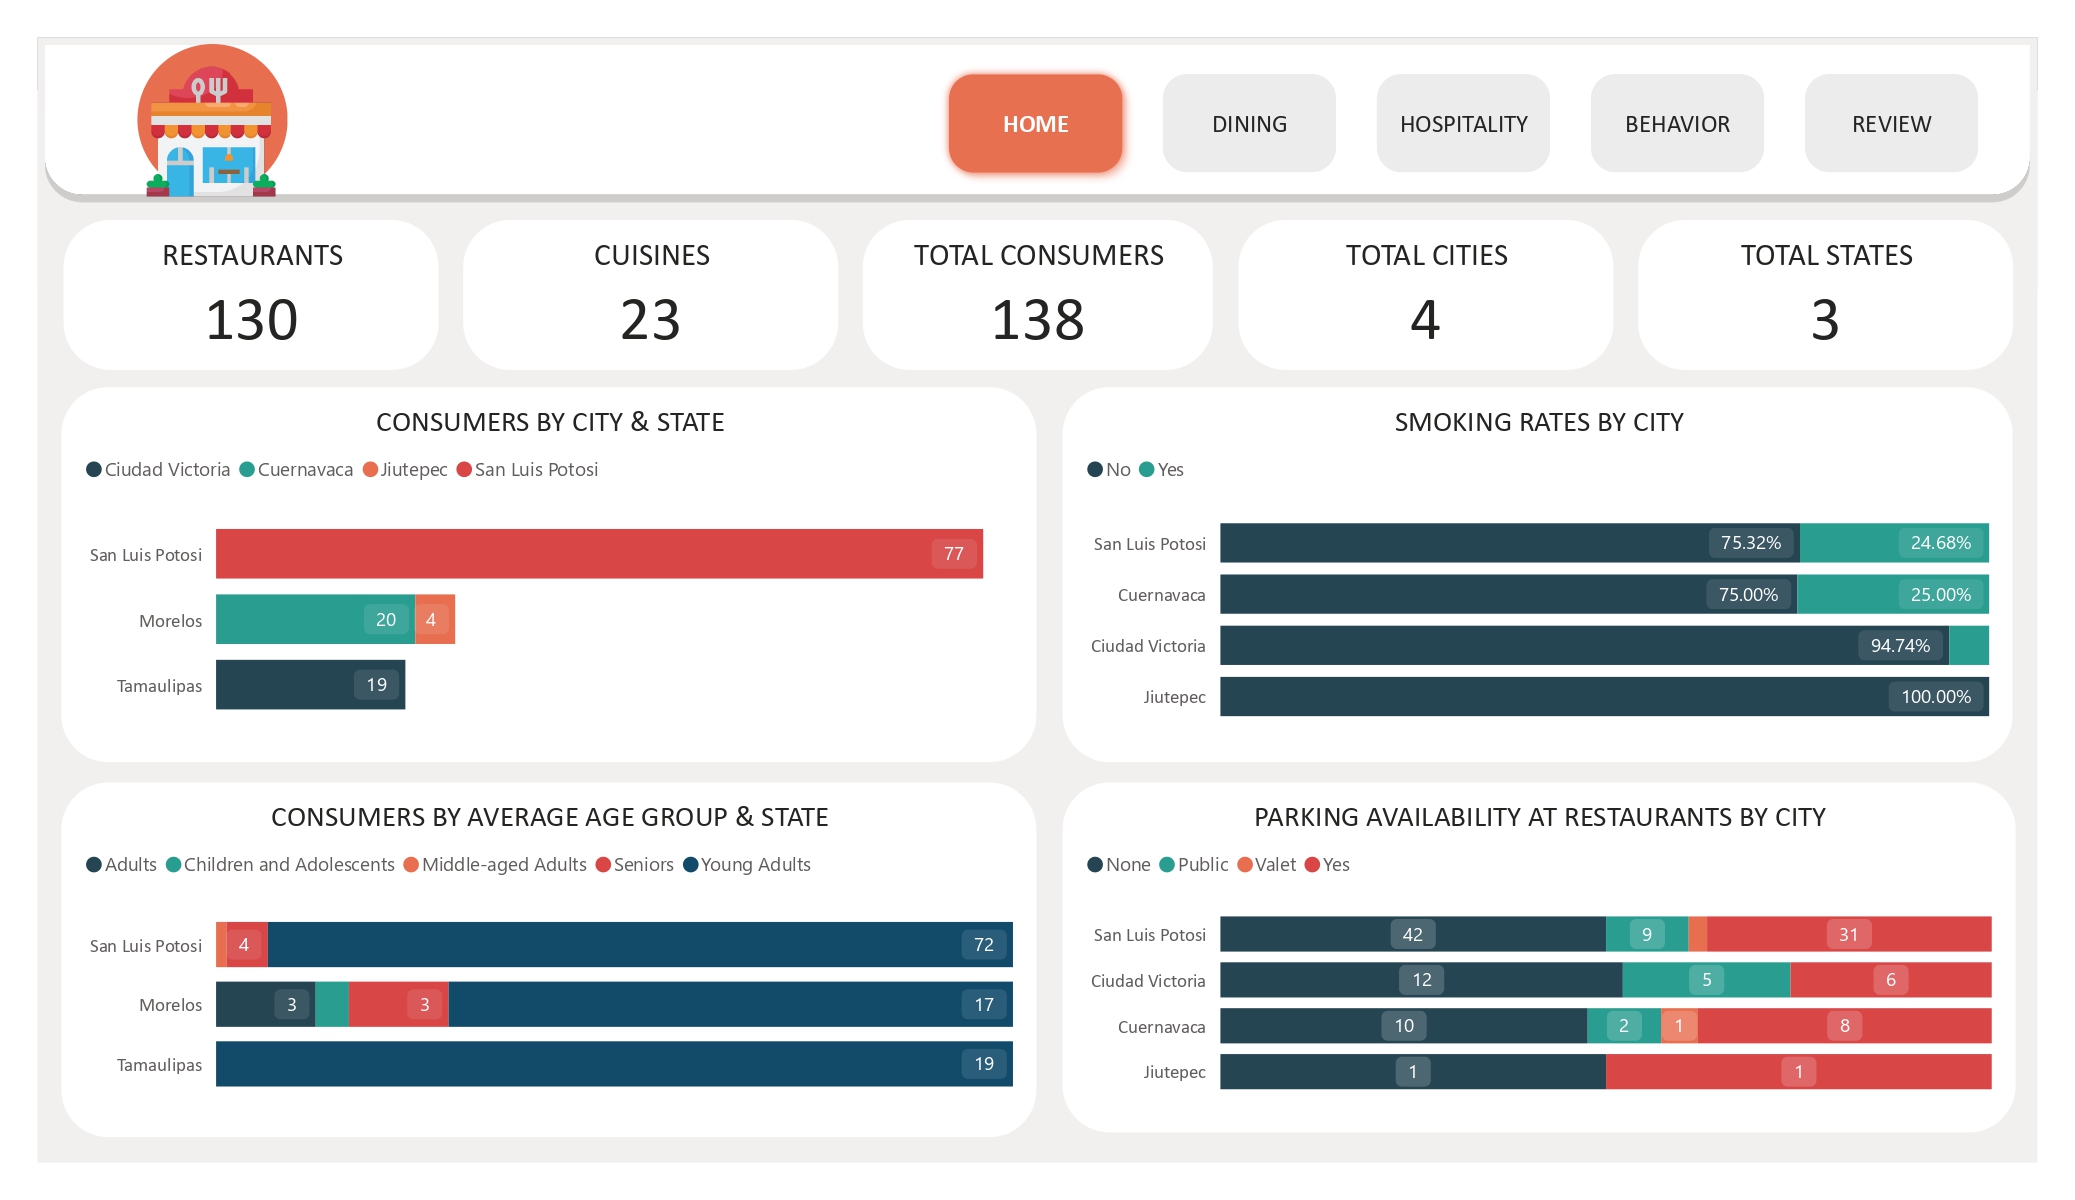 HOME
DINING
HOSPITALITY
BEHAVIOR
REVIEW
RESTAURANTS
130
CUISINES
23
TOTAL CONSUMERS
138
TOTAL CITIES
4
TOTAL STATES
3
CONSUMERS BY CITY & STATE
Ciudad Victoria Cuernavaca Jiutepec San Luis Potosi
San Luis Potosi 77
Morelos 20 4
Tamaulipas 19
SMOKING RATES BY CITY
No Yes
San Luis Potosi 75.32% 24.68%
Cuernavaca 75.00% 25.00%
Ciudad Victoria 94.74%
Jiutepec 100.00%
CONSUMERS BY AVERAGE AGE GROUP & STATE
Adults Children and Adolescents Middle-aged Adults Seniors Young Adults
San Luis Potosi 4 72
Morelos 3 3 17
Tamaulipas 19
PARKING AVAILABILITY AT RESTAURANTS BY CITY
None Public Valet Yes
San Luis Potosi 42 9 31
Ciudad Victoria 12 5 6
Cuernavaca 10 2 1 8
Jiutepec 1 1